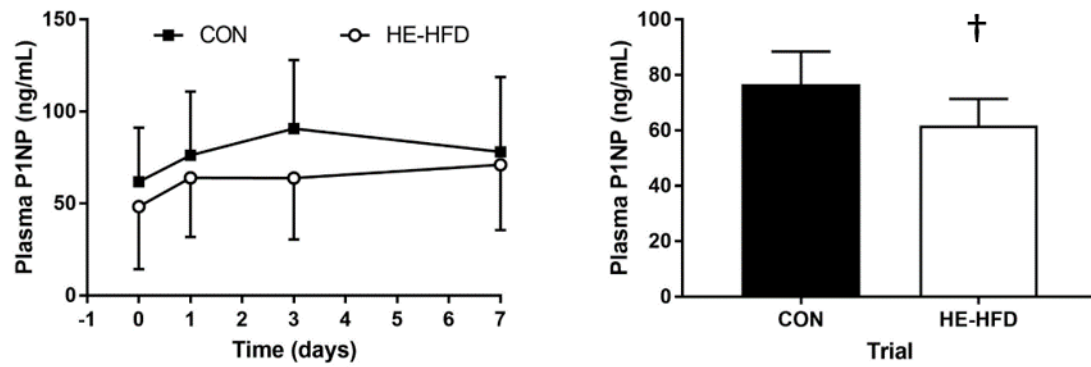 150
100
50
0
Plasma P1NP (ng/mL)
CON
HE-HFD
-1 0 1 2 3 4 5 6 7
Time (days)
100
80
60
40
20
0
Plasma P1NP (ng/mL)
†
CON HE-HFD
Trial